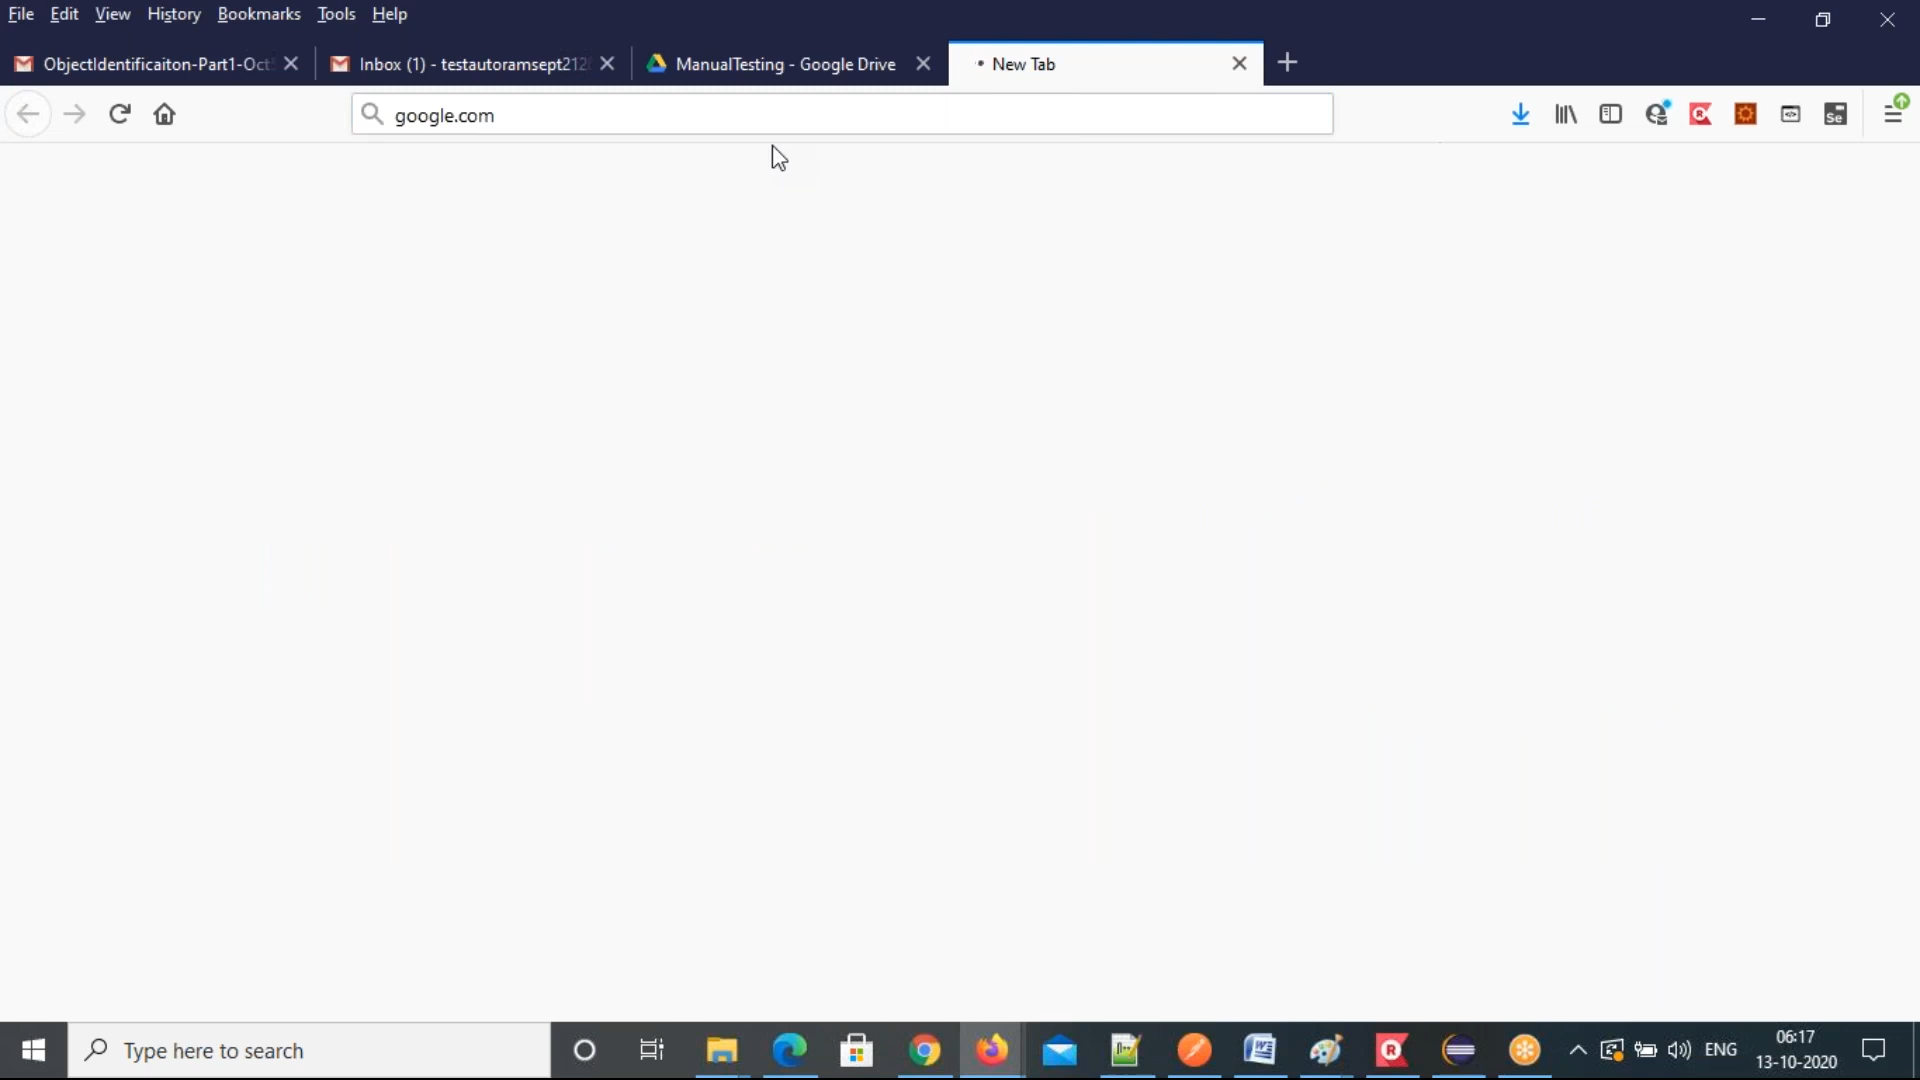 File Edit View History Bookmarks Tools Help
ObjectIdentificaiton-Part1-Oct
Inbox (1) - testautoramsept212
ManualTesting - Google Drive
New Tab
google.com
Se
Type here to search
ENG
06:17
13-10-2020